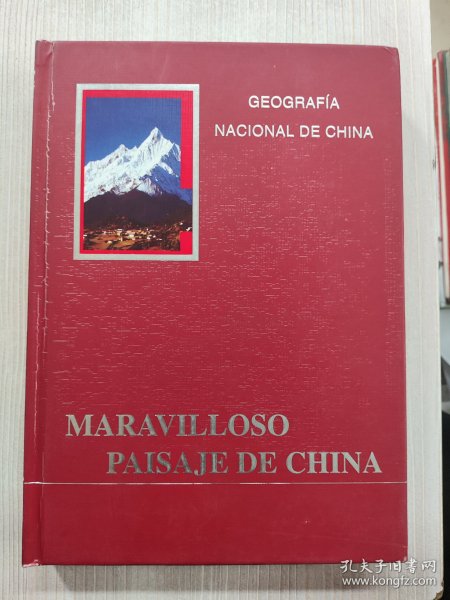 GEOGRAFÍA
NACIONAL DE CHINA
MARAVILLOSO
PAISAJE DE CHINA
孔夫子旧书网
www.kongfz.com